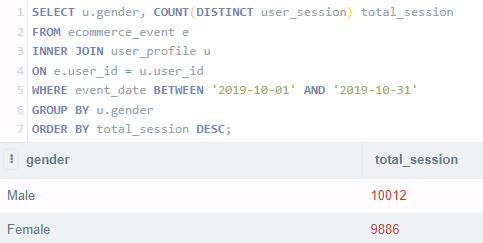 1 SELECT u.gender, COUNT(DISTINCT user_session) total_session
2 FROM ecommerce_event e
3 INNER JOIN user_profile u
4 ON e.user_id = u.user_id
5 WHERE event_date BETWEEN '2019-10-01' AND '2019-10-31'
6 GROUP BY u.gender
7 ORDER BY total_session DESC;
gender total_session
Male 10012
Female 9886